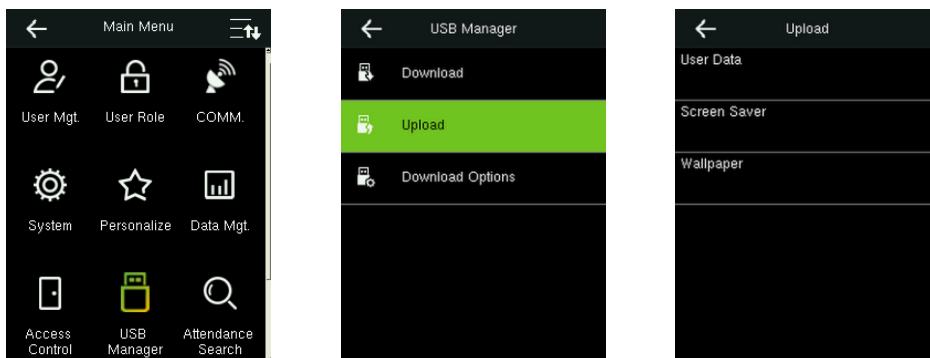 Main Menu
User Mgt.
User Role
COMM.
System
Personalize
Data Mgt.
Access
Control
USB
Manager
Attendance
Search
USB Manager
Download
Upload
Download Options
Upload
User Data
Screen Saver
Wallpaper